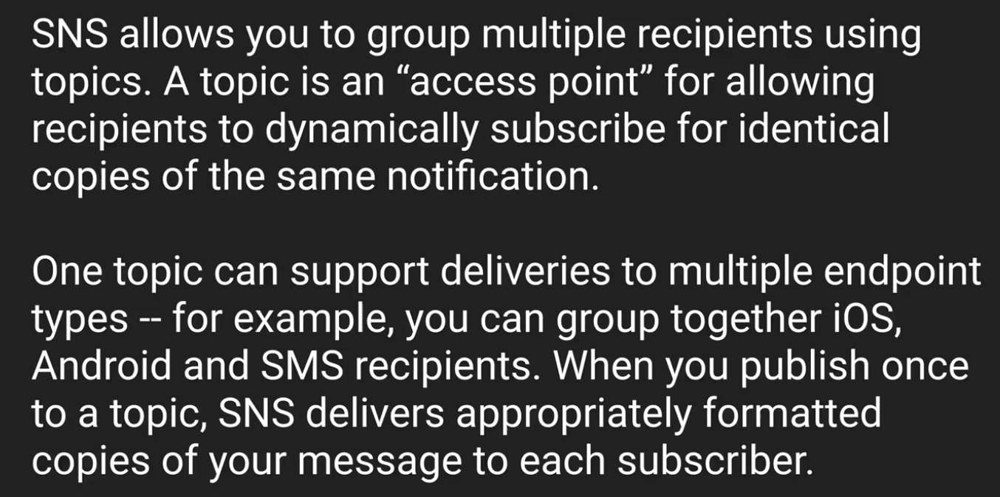 SNS allows you to group multiple recipients using
topics. A topic is an “access point” for allowing
recipients to dynamically subscribe for identical
copies of the same notification.
One topic can support deliveries to multiple endpoint
types -- for example, you can group together iOS,
Android and SMS recipients. When you publish once
to a topic, SNS delivers appropriately formatted
copies of your message to each subscriber.